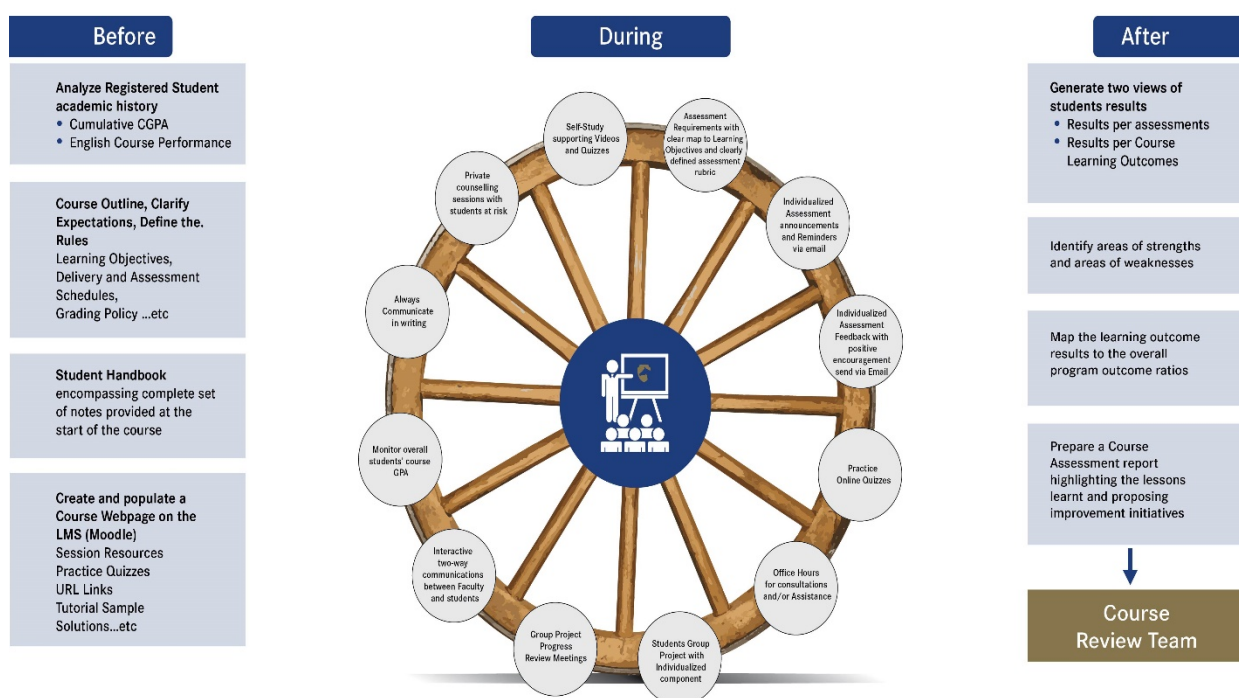 Before
Analyze Registered Student
academic history
• Cumulative CGPA
• English Course Performance
Course Outline, Clarify
Expectations, Define the.
Rules
Learning Objectives,
Delivery and Assessment
Schedules,
Grading Policy ...etc
Student Handbook
encompassing complete set
of notes provided at the
start of the course
Create and populate a
Course Webpage on the
LMS (Moodle)
Session Resources
Practice Quizzes
URL Links
Tutorial Sample
Solutions...etc
During
Self-Study
supporting Videos
and Quizzes
Assessment
Requirements with
clear map to Learning
Objectives and clearly
defined assessment
rubric
Individualized
Assessment
announcements
and Reminders
via email
Individualized
Assessment
Feedback with
positive
encouragement
send via Email
Practice
Online Quizzes
Office Hours
for consultations
and/or Assistance
Students Group
Project with
Individualized
component
Group Project
Progress
Review Meetings
Interactive
two-way
communications
between Faculty
and students
Monitor overall
students' course
GPA
Always
Communicate
in writing
Private
counselling
sessions with
students at risk
After
Generate two views of
students results
• Results per assessments
• Results per Course
Learning Outcomes
Identify areas of strengths
and areas of weaknesses
Map the learning outcome
results to the overall
program outcome ratios
Prepare a Course
Assessment report
highlighting the lessons
learnt and proposing
improvement initiatives
Course
Review Team